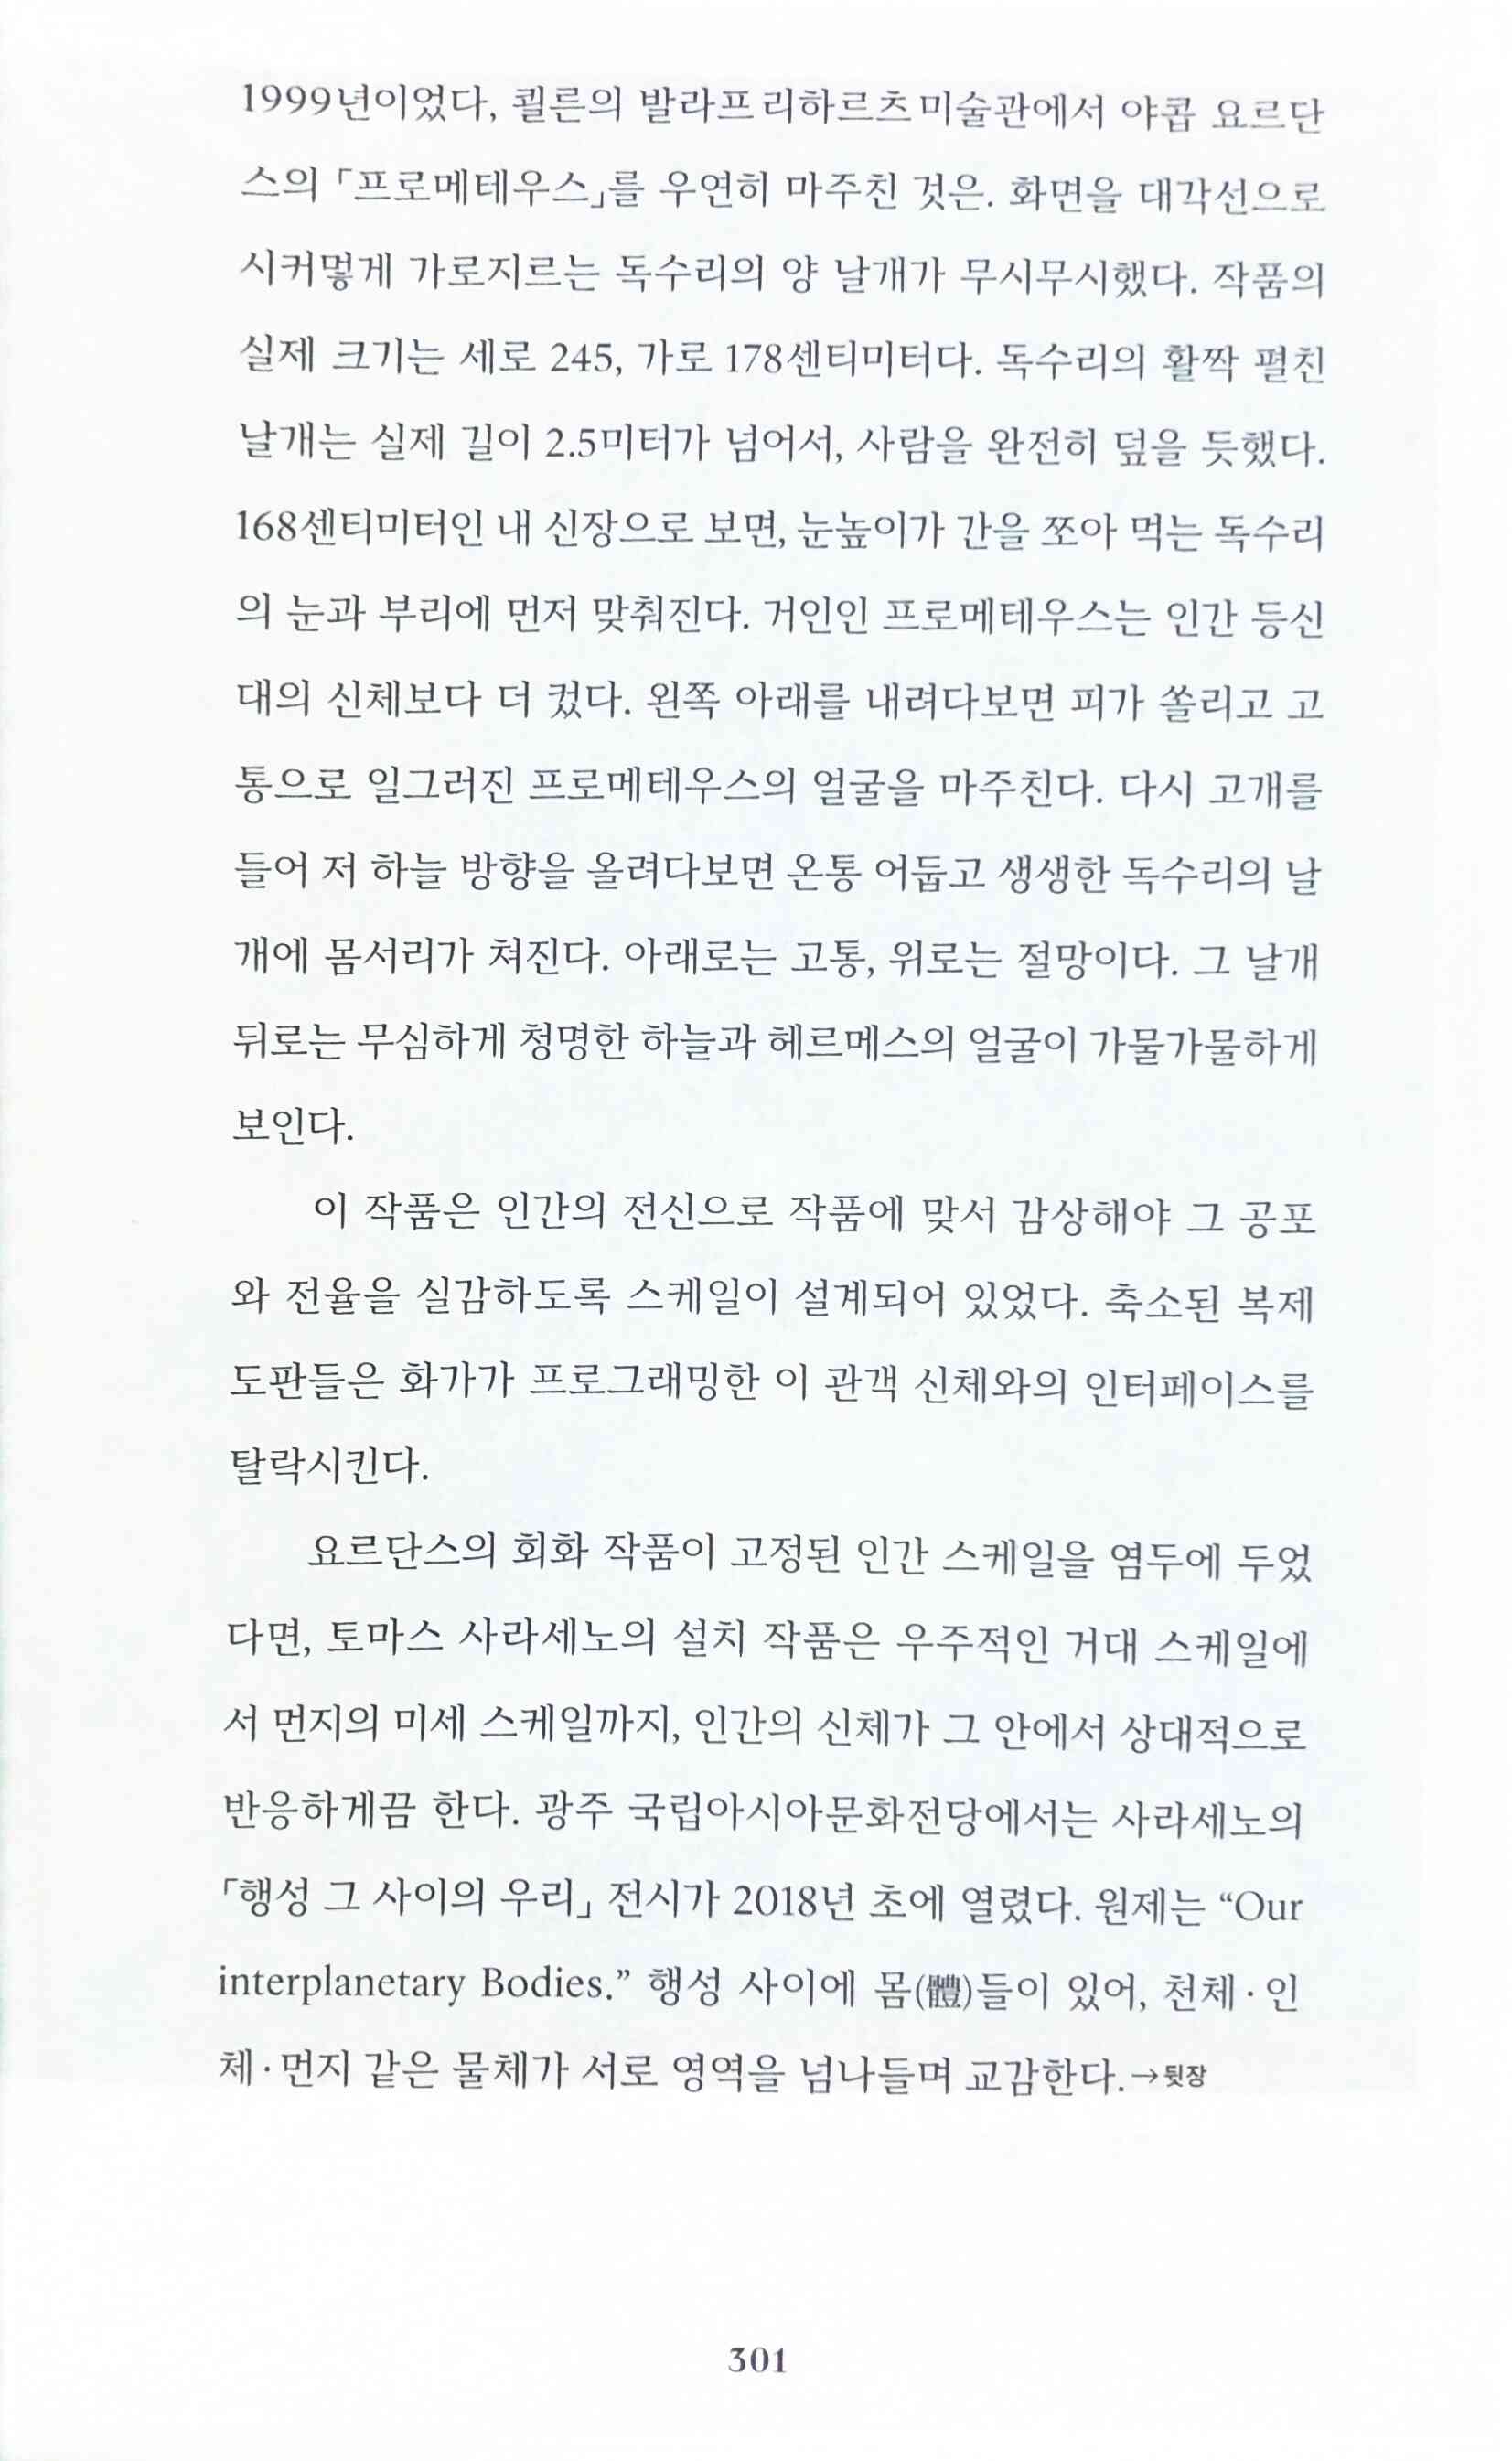 1999년이었다, 쾰른의 발라프 리하르츠 미술관에서 야콥 요르단
스의 「프로메테우스」를 우연히 마주친 것은. 화면을 대각선으로
시커멓게 가로지르는 독수리의 양 날개가 무시무시했다. 작품의
실제 크기는 세로 245, 가로 178센티미터다. 독수리의 활짝 펼친
날개는 실제 길이 2.5미터가 넘어서, 사람을 완전히 덮을 듯했다.
168센티미터인 내 신장으로 보면, 눈높이가 간을 쪼아 먹는 독수리
의 눈과 부리에 먼저 맞춰진다. 거인인 프로메테우스는 인간 등신
대의 신체보다 더 컸다. 왼쪽 아래를 내려다보면 피가 쏠리고 고
통으로 일그러진 프로메테우스의 얼굴을 마주친다. 다시 고개를
들어 저 하늘 방향을 올려다보면 온통 어둡고 생생한 독수리의 날
개에 몸서리가 쳐진다. 아래로는 고통, 위로는 절망이다. 그 날개
뒤로는 무심하게 청명한 하늘과 헤르메스의 얼굴이 가물가물하게
보인다.
이 작품은 인간의 전신으로 작품에 맞서 감상해야 그 공포
와 전율을 실감하도록 스케일이 설계되어 있었다. 축소된 복제
도판들은 화가가 프로그래밍한 이 관객 신체와의 인터페이스를
탈락시킨다.
요르단스의 회화 작품이 고정된 인간 스케일을 염두에 두었
다면, 토마스 사라세노의 설치 작품은 우주적인 거대 스케일에
서 먼지의 미세 스케일까지, 인간의 신체가 그 안에서 상대적으로
반응하게끔 한다. 광주 국립아시아문화전당에서는 사라세노의
「행성 그 사이의 우리」 전시가 2018년 초에 열렸다. 원제는 “Our
interplanetary Bodies.” 행성 사이에 몸(體)들이 있어, 천체·인
체·먼지 같은 물체가 서로 영역을 넘나들며 교감한다.→뒷장
301